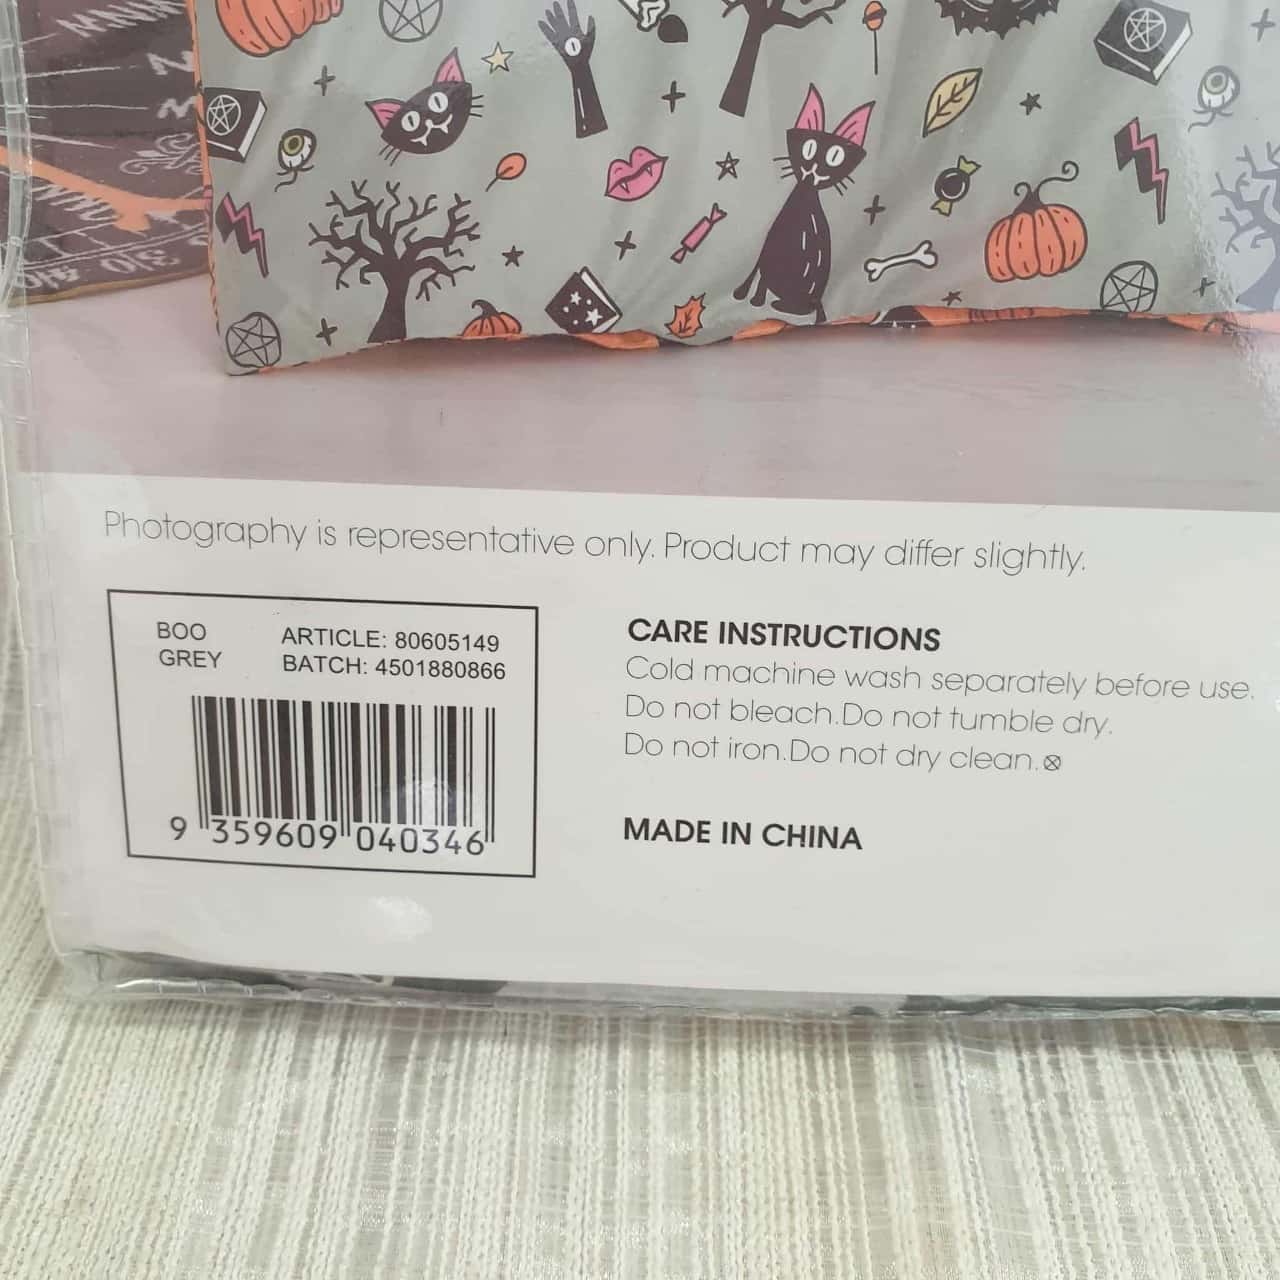 Photography is representative only. Product may differ slightly.
BOO
GREY
ARTICLE: 80605149
BATCH: 4501880866
9 359609 040346
CARE INSTRUCTIONS
Cold machine wash separately before use.
Do not bleach.Do not tumble dry.
Do not iron.Do not dry clean.
MADE IN CHINA